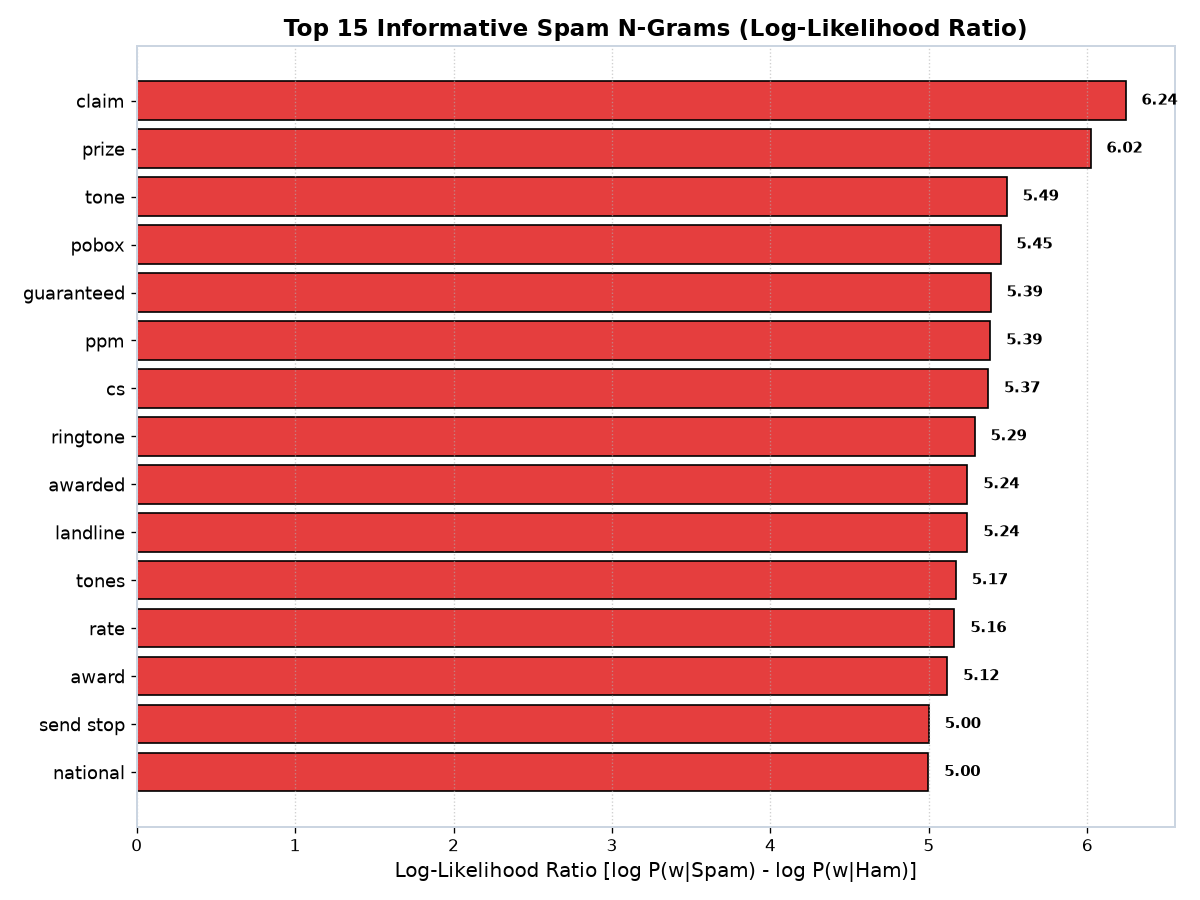 Top 15 Informative Spam N-Grams (Log-Likelihood Ratio)
claim 6.24
prize 6.02
tone 5.49
pobox 5.45
guaranteed 5.39
ppm 5.39
cs 5.37
ringtone 5.29
awarded 5.24
landline 5.24
tones 5.17
rate 5.16
award 5.12
send stop 5.00
national 5.00
0 1 2 3 4 5 6
Log-Likelihood Ratio [log P(w|Spam) - log P(w|Ham)]